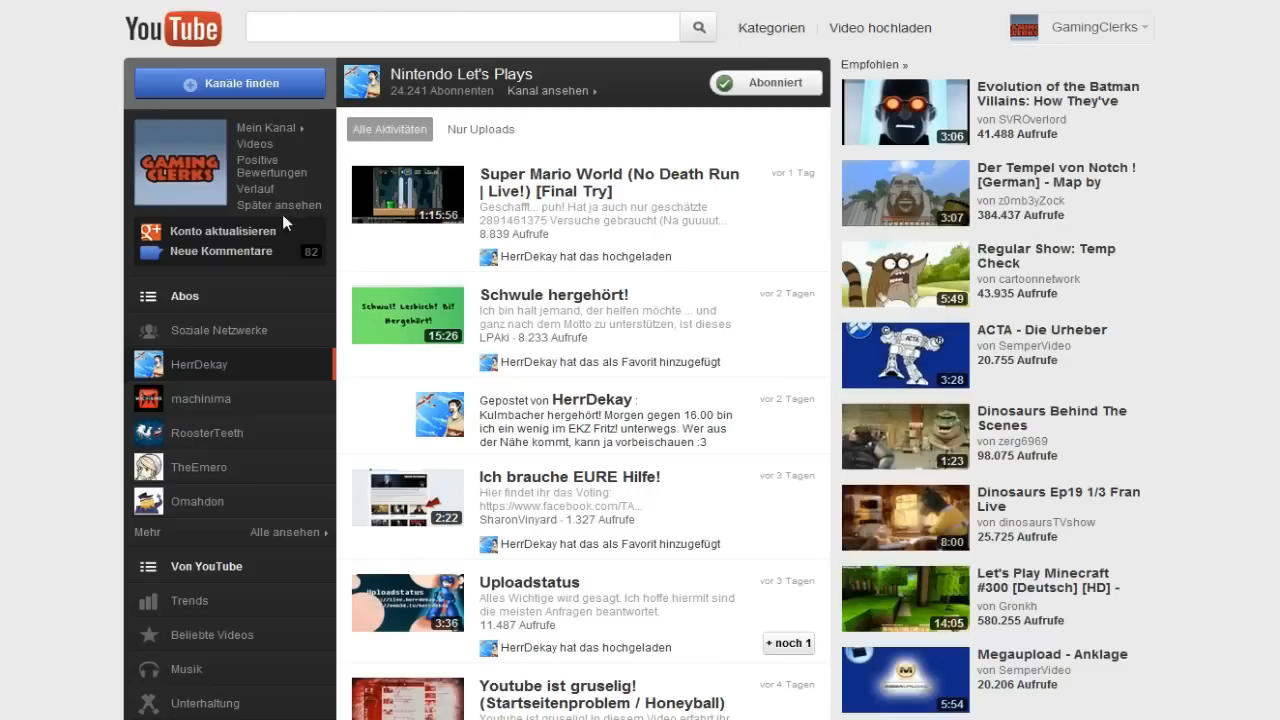 YouTube
Kategorien
Video hochladen
GamingClerks
Kanäle finden
GAMING
CLERKS
Mein Kanal
Videos
Positive
Bewertungen
Verlauf
Später ansehen
Konto aktualisieren
Neue Kommentare 82
Abos
Soziale Netzwerke
HerrDekay
machinima
RoosterTeeth
TheEmero
Omahdon
Mehr
Alle ansehen
Von YouTube
Trends
Beliebte Videos
Musik
Unterhaltung
Nintendo Let's Plays
24.241 Abonnenten
Kanal ansehen
Abonniert
Alle Aktivitäten
Nur Uploads
1:15:56
Super Mario World (No Death Run
| Live!) [Final Try]
vor 1 Tag
Geschafft... puh! Hat ja auch nur geschätzte
2891461375 Versuche gebraucht (Na guuuut...
8.839 Aufrufe
HerrDekay hat das hochgeladen
Schwul! Lesbisch! Bi!
Hergehört!
15:26
Schwule hergehört!
vor 2 Tagen
Ich bin halt jemand, der helfen möchte ... und
ganz nach dem Motto zu unterstützen, ist dieses
LPAki · 8.233 Aufrufe
HerrDekay hat das als Favorit hinzugefügt
Gepostet von HerrDekay :
vor 2 Tagen
Kulmbacher hergehört! Morgen gegen 16.00 bin
ich ein wenig im EKZ Fritz! unterwegs. Wer aus
der Nähe kommt, kann ja vorbeischauen :3
2:22
Ich brauche EURE Hilfe!
vor 3 Tagen
Hier findet ihr das Voting:
https://www.facebook.com/TA...
SharonVinyard · 1.327 Aufrufe
HerrDekay hat das als Favorit hinzugefügt
Uploadstatus
3:36
Uploadstatus
vor 3 Tagen
Alles Wichtige wird gesagt. Ich hoffe hiermit sind
die meisten Anfragen beantwortet.
11.487 Aufrufe
HerrDekay hat das hochgeladen
+ noch 1
Youtube ist gruselig!
(Startseitenproblem / Honeyball)
vor 4 Tagen
Youtube ist gruselig! in diesem Video erfahrt ihr
Empfohlen »
3:06
Evolution of the Batman
Villains: How They've
von SVROverlord
41.488 Aufrufe
3:07
Der Tempel von Notch !
[German] - Map by
von z0mb3yZock
384.437 Aufrufe
5:49
Regular Show: Temp
Check
von cartoonnetwork
43.935 Aufrufe
ACTA
3:28
ACTA - Die Urheber
von SemperVideo
20.755 Aufrufe
1:23
Dinosaurs Behind The
Scenes
von zerg6969
98.075 Aufrufe
8:00
Dinosaurs Ep19 1/3 Fran
Live
von dinosaursTVshow
25.725 Aufrufe
14:05
Let's Play Minecraft
#300 [Deutsch] [HD] -
von Gronkh
580.255 Aufrufe
5:54
Megaupload - Anklage
von SemperVideo
20.206 Aufrufe